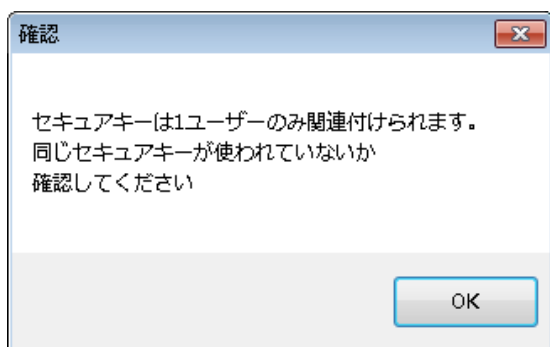 確認
セキュアキーは1ユーザーのみ関連付けられます。
同じセキュアキーが使われていないか
確認してください
OK